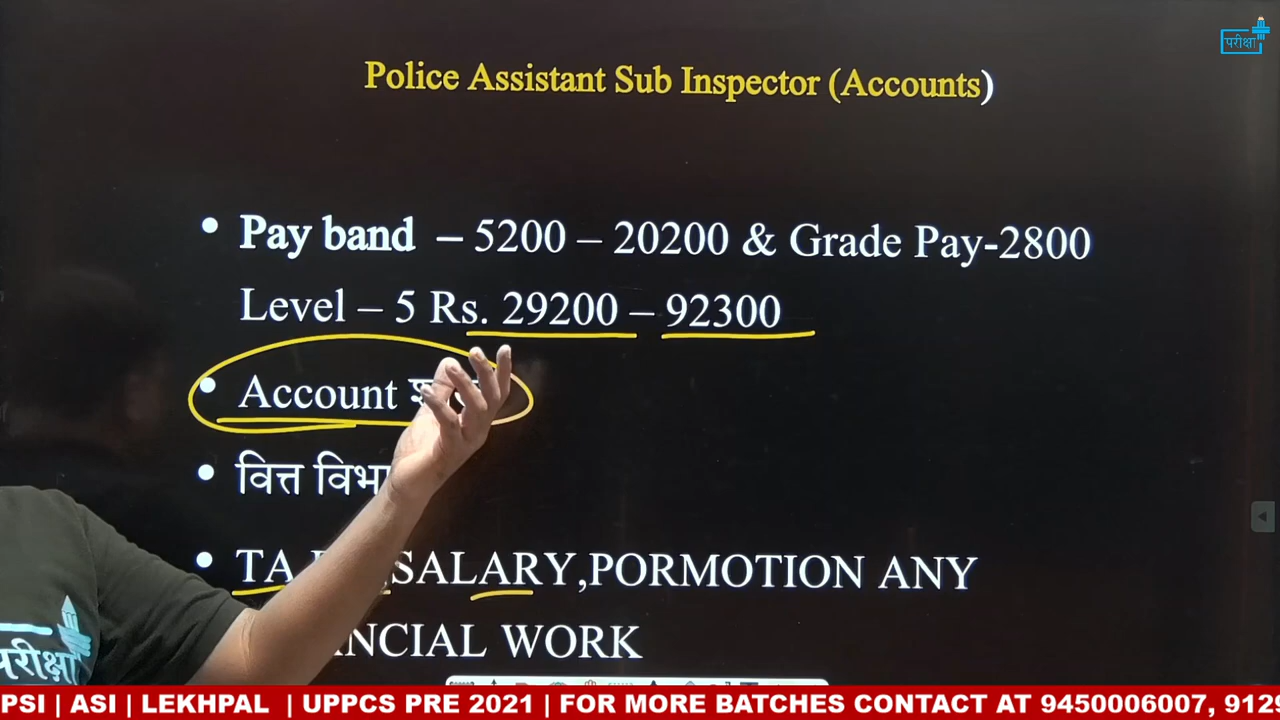 परीक्षा
Police Assistant Sub Inspector (Accounts)
• Pay band – 5200 – 20200 & Grade Pay-2800
Level – 5 Rs. 29200 – 92300
• Account
• वित्त
• TA SALARY,PORMOTION ANY
WORK
परीक्षा
PSI | ASI | LEKHPAL | UPPCS PRE 2021 | FOR MORE BATCHES CONTACT AT 9450006007,